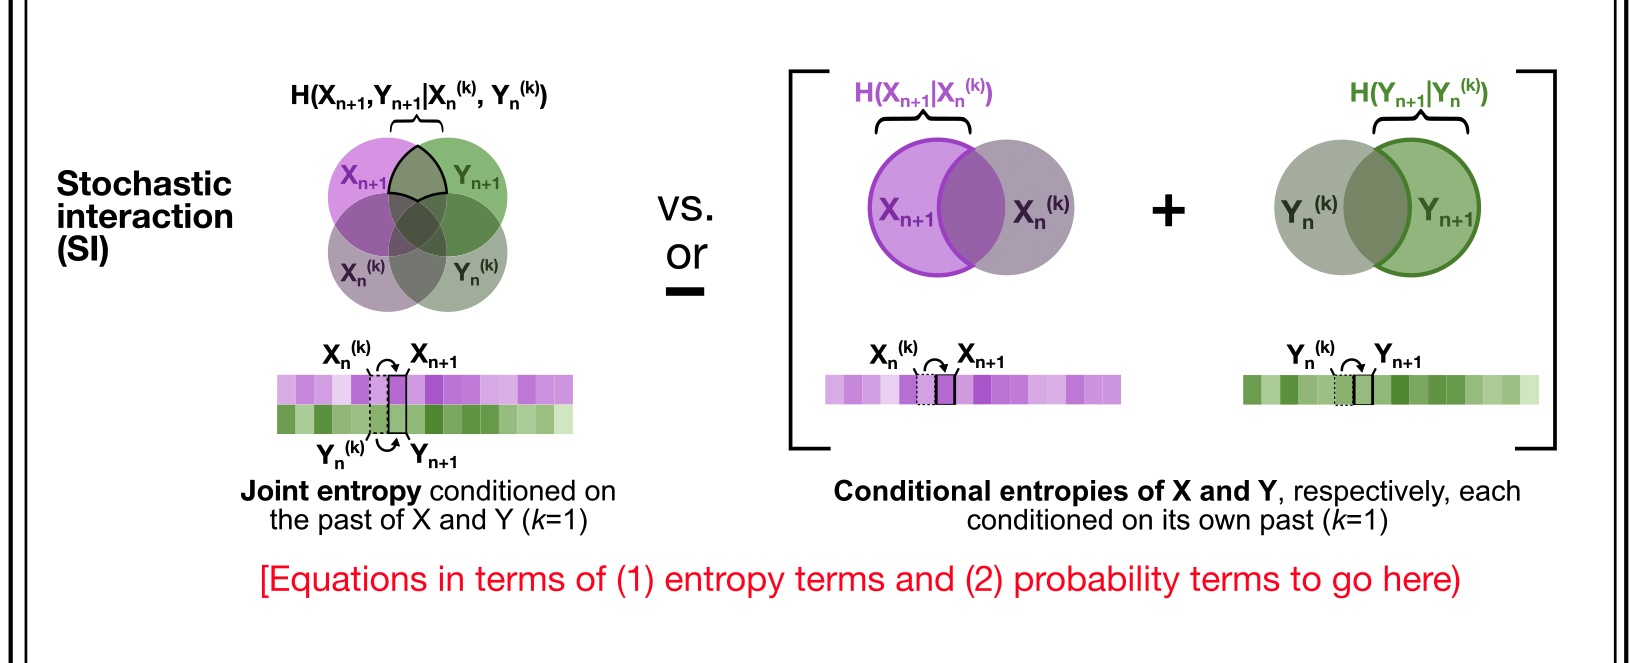 H(Xn+1,Yn+1|Xn(k), Yn(k))
Xn+1
Yn+1
Xn(k)
Yn(k)
Stochastic
interaction
(SI)
vs.
or
–
H(Xn+1|Xn(k))
Xn+1
Xn(k)
+
H(Yn+1|Yn(k))
Yn(k)
Yn+1
Xn(k)
Xn+1
Yn(k)
Yn+1
Xn(k)
Xn+1
Yn(k)
Yn+1
Joint entropy conditioned on
the past of X and Y (k=1)
Conditional entropies of X and Y, respectively, each
conditioned on its own past (k=1)
[Equations in terms of (1) entropy terms and (2) probability terms to go here)